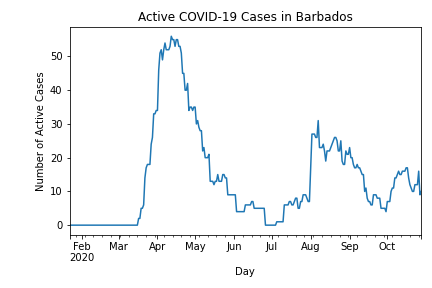 Active COVID-19 Cases in Barbados
Number of Active Cases
50
40
30
20
10
0
Feb Mar Apr May Jun Jul Aug Sep Oct
2020
Day